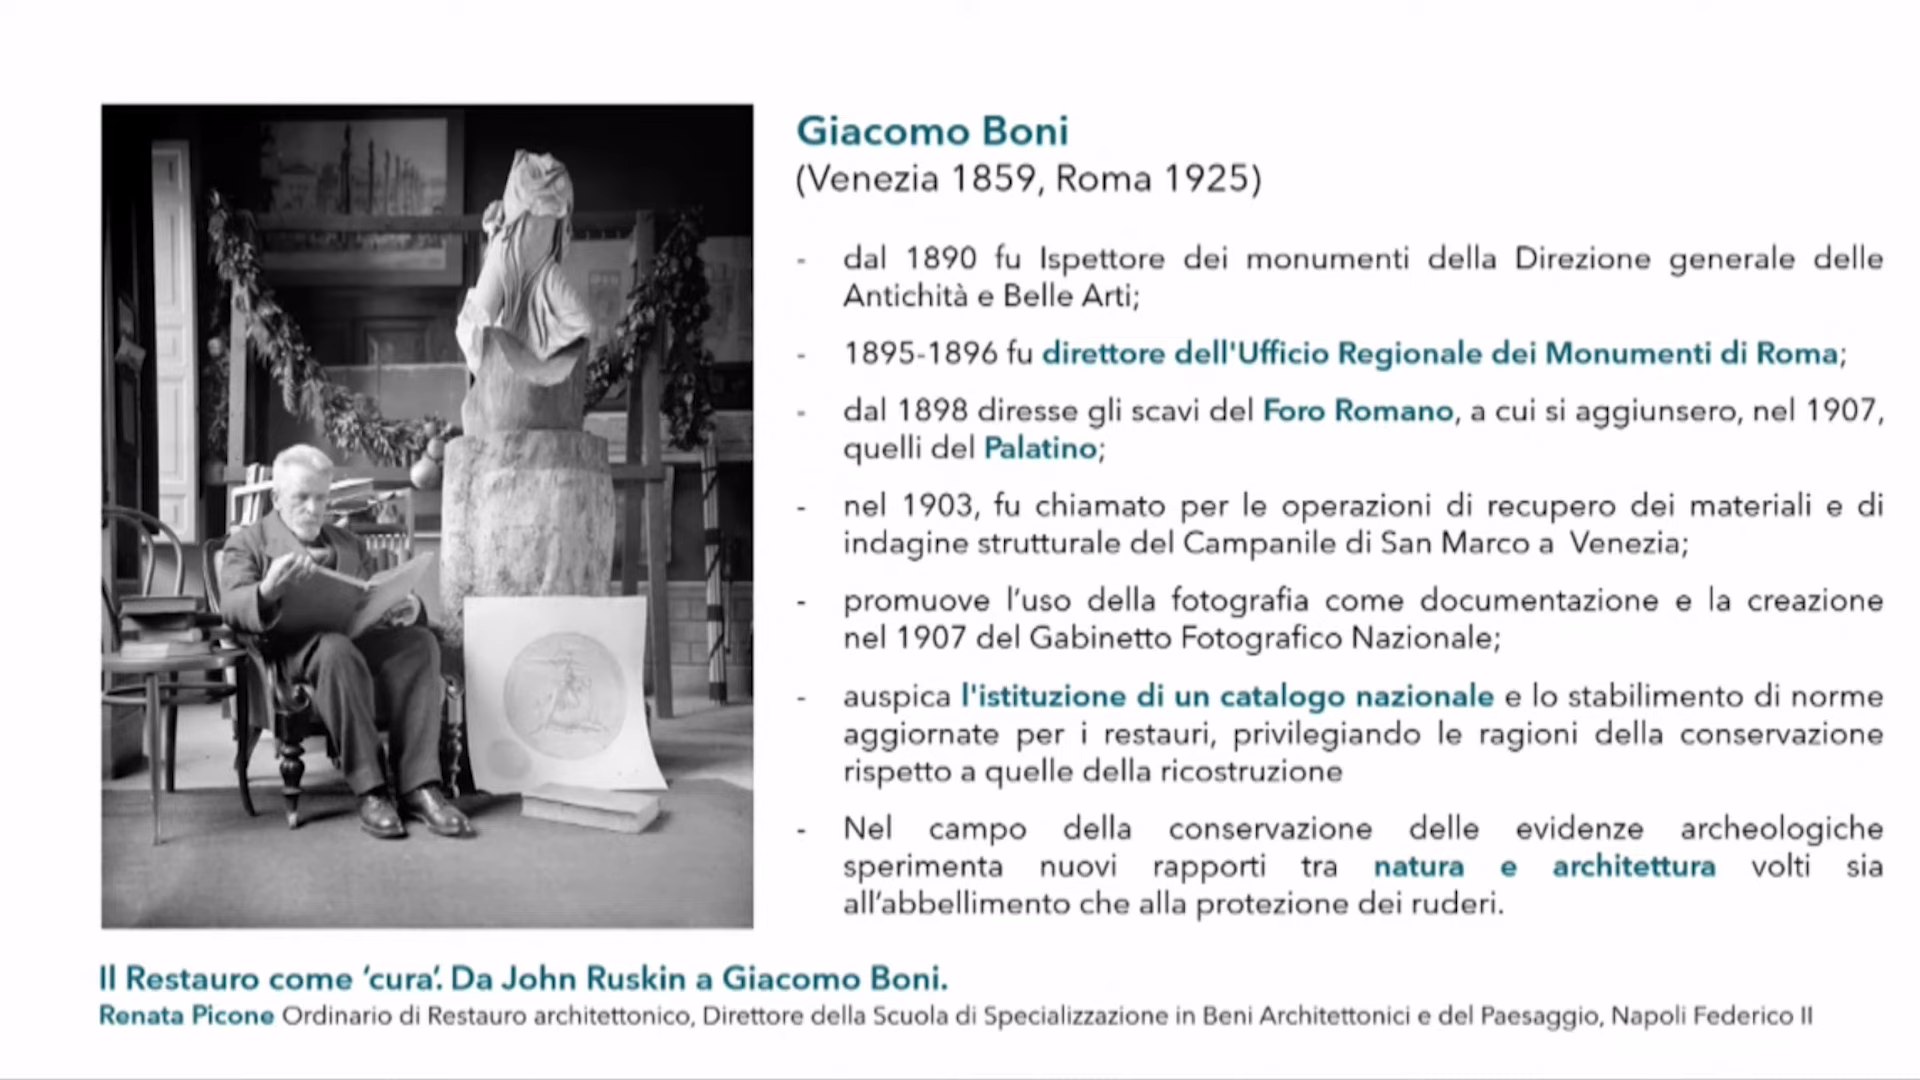 Giacomo Boni
(Venezia 1859, Roma 1925)
- dal 1890 fu Ispettore dei monumenti della Direzione generale delle
Antichità e Belle Arti;
- 1895-1896 fu direttore dell'Ufficio Regionale dei Monumenti di Roma;
- dal 1898 diresse gli scavi del Foro Romano, a cui si aggiunsero, nel 1907,
quelli del Palatino;
- nel 1903, fu chiamato per le operazioni di recupero dei materiali e di
indagine strutturale del Campanile di San Marco a Venezia;
- promuove l’uso della fotografia come documentazione e la creazione
nel 1907 del Gabinetto Fotografico Nazionale;
- auspica l'istituzione di un catalogo nazionale e lo stabilimento di norme
aggiornate per i restauri, privilegiando le ragioni della conservazione
rispetto a quelle della ricostruzione
- Nel campo della conservazione delle evidenze archeologiche
sperimenta nuovi rapporti tra natura e architettura volti sia
all’abbellimento che alla protezione dei ruderi.
Il Restauro come ‘cura’. Da John Ruskin a Giacomo Boni.
Renata Picone Ordinario di Restauro architettonico, Direttore della Scuola di Specializzazione in Beni Architettonici e del Paesaggio, Napoli Federico II